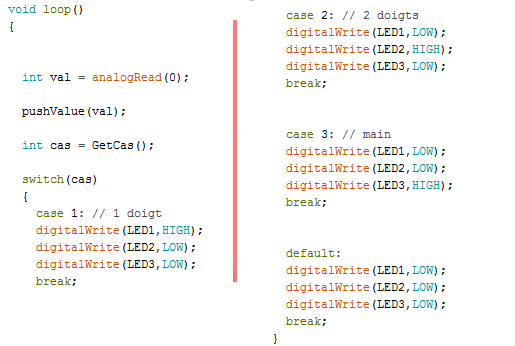 void loop()
{
int val = analogRead(0);
pushValue(val);
int cas = GetCas();
switch(cas)
{
case 1: // 1 doigt
digitalWrite(LED1,HIGH);
digitalWrite(LED2,LOW);
digitalWrite(LED3,LOW);
break;
case 2: // 2 doigts
digitalWrite(LED1,LOW);
digitalWrite(LED2,HIGH);
digitalWrite(LED3,LOW);
break;
case 3: // main
digitalWrite(LED1,LOW);
digitalWrite(LED2,LOW);
digitalWrite(LED3,HIGH);
break;
default:
digitalWrite(LED1,LOW);
digitalWrite(LED2,LOW);
digitalWrite(LED3,LOW);
break;
}